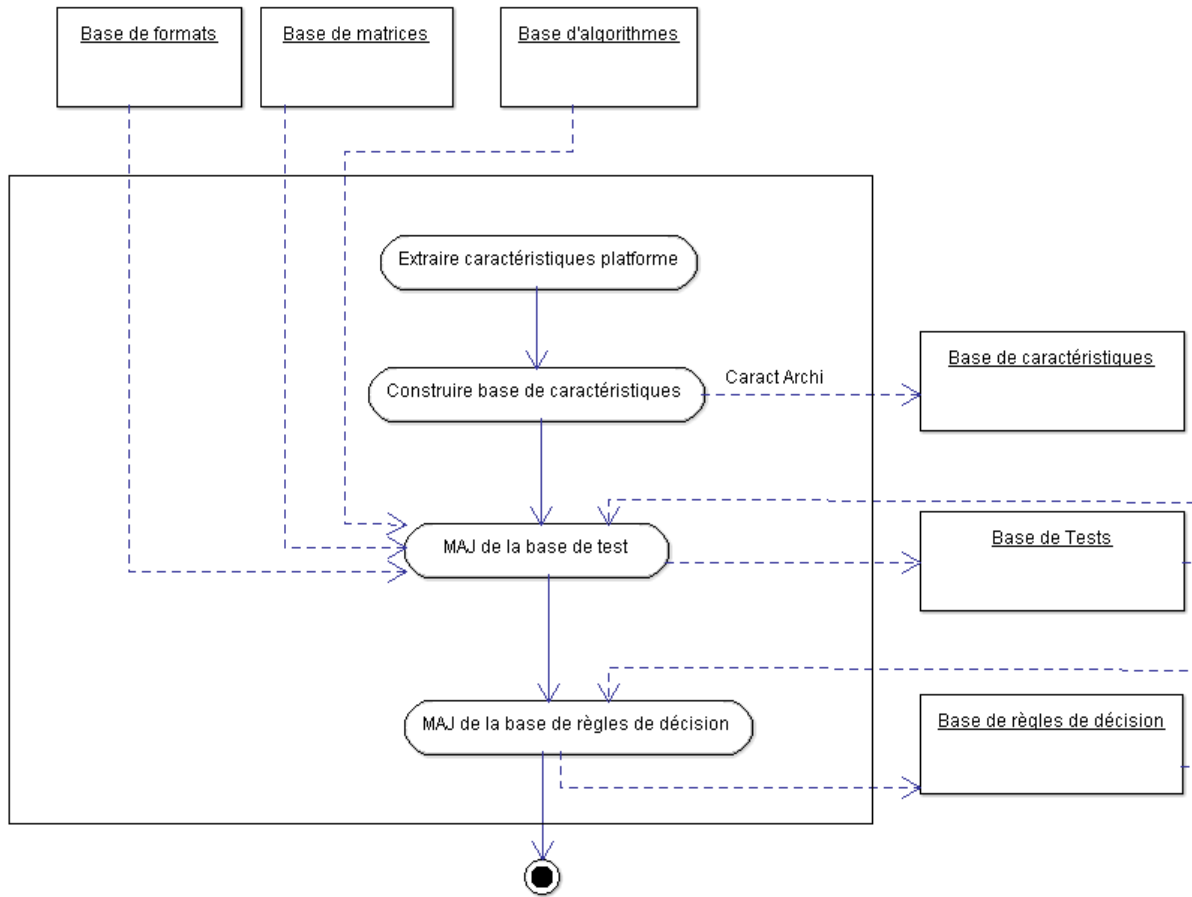 Base de formats
Base de matrices
Base d'algorithmes
Extraire caractéristiques platforme
Construire base de caractéristiques
Caract Archi
Base de caractéristiques
MAJ de la base de test
Base de Tests
MAJ de la base de règles de décision
Base de règles de décision